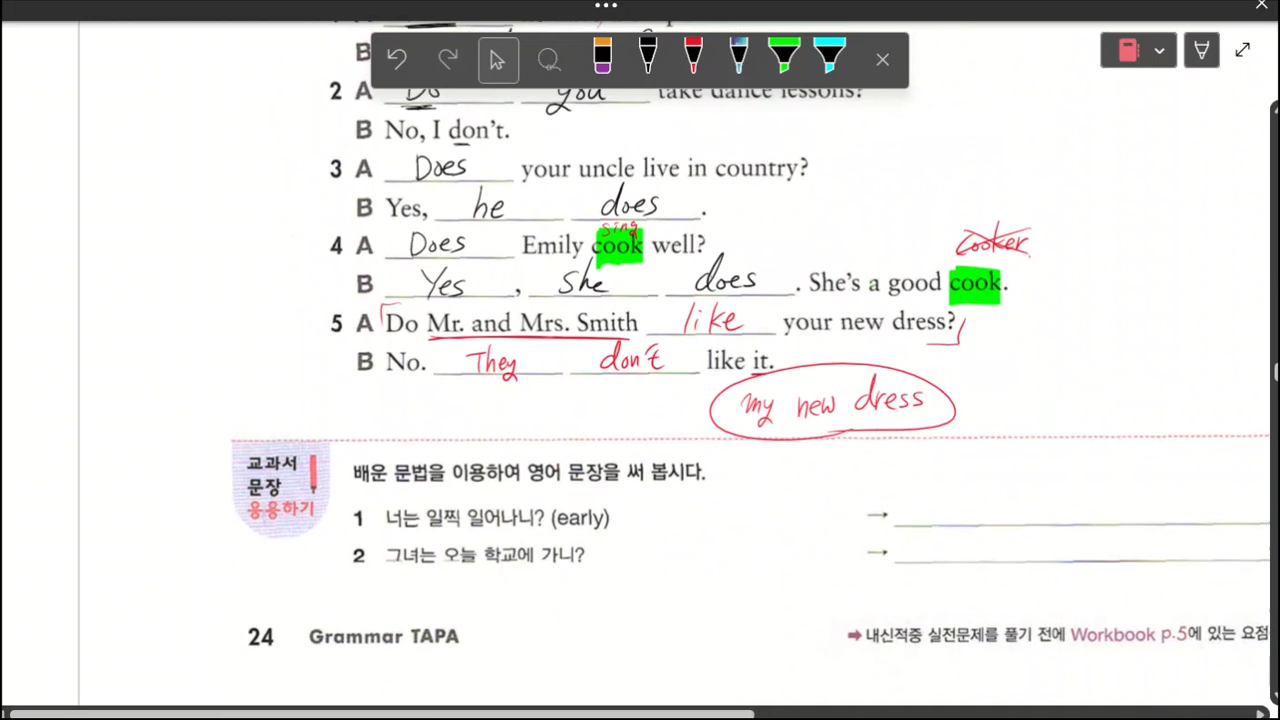 B
2 A Do you take dance lessons?
B No, I don't.
3 A Does your uncle live in country?
B Yes, he does.
sing
4 A Does Emily cook well?
cooker
B Yes, she does. She's a good cook.
5 A Do Mr. and Mrs. Smith like your new dress?
B No. They don't like it.
my new dress
교과서
문장
응용하기
배운 문법을 이용하여 영어 문장을 써 봅시다.
1 너는 일찍 일어나니? (early) →
2 그녀는 오늘 학교에 가니? →
24 Grammar TAPA
➡ 내신적중 실전문제를 풀기 전에 Workbook p.5에 있는 요점